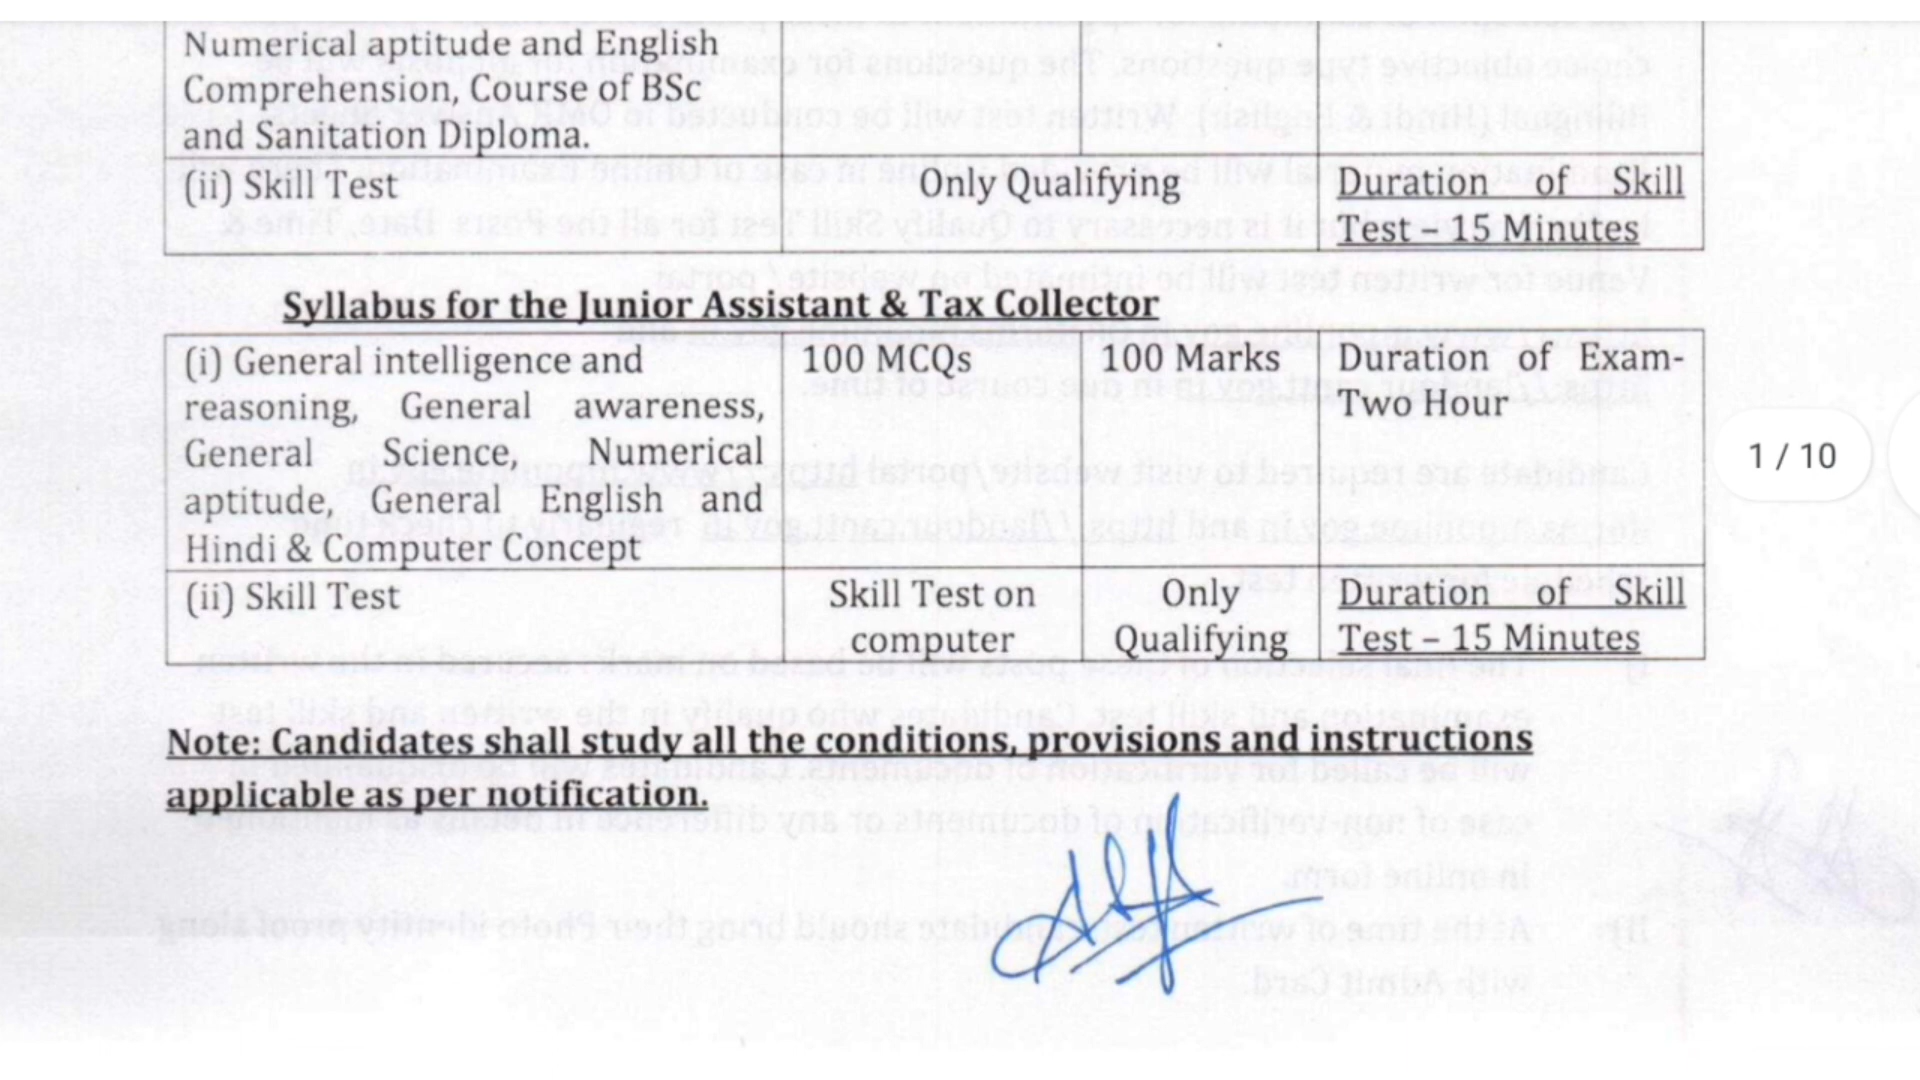 Numerical aptitude and English
Comprehension, Course of BSc
and Sanitation Diploma.
(ii) Skill Test
Only Qualifying
Duration of Skill
Test – 15 Minutes
Syllabus for the Junior Assistant & Tax Collector
(i) General intelligence and
reasoning, General awareness,
General Science, Numerical
aptitude, General English and
Hindi & Computer Concept
100 MCQs
100 Marks
Duration of Exam-
Two Hour
(ii) Skill Test
Skill Test on
computer
Only
Qualifying
Duration of Skill
Test – 15 Minutes
1 / 10
Note: Candidates shall study all the conditions, provisions and instructions
applicable as per notification.